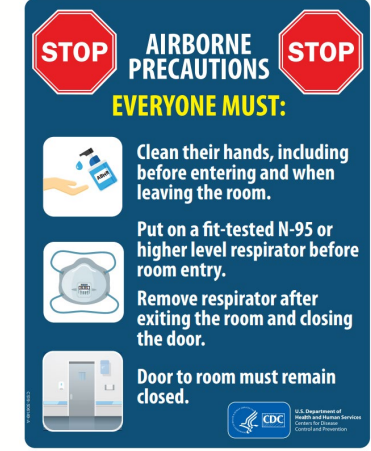 STOP
AIRBORNE
PRECAUTIONS
STOP
EVERYONE MUST:
Clean their hands, including
before entering and when
leaving the room.
Put on a fit-tested N-95 or
higher level respirator before
room entry.
Remove respirator after
exiting the room and closing
the door.
Door to room must remain
closed.
CDC
U.S. Department of
Health and Human Services
Centers for Disease
Control and Prevention